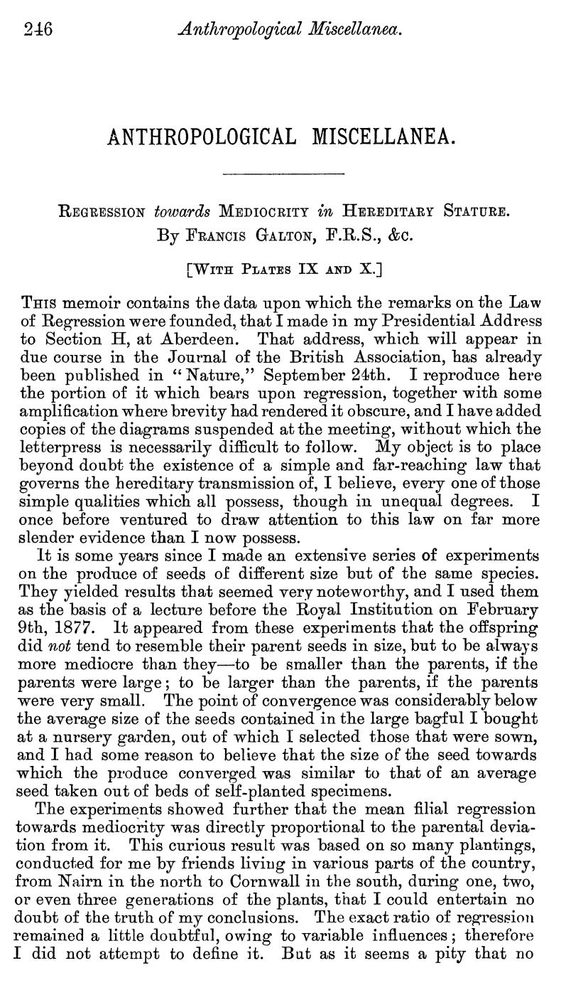 246 Anthropological Miscellanea.
ANTHROPOLOGICAL MISCELLANEA.
REGRESSION towards MEDIOCRITY in HEREDITARY STATURE.
By FRANCIS GALTON, F.R.S., &c.
[WITH PLATES IX AND X.]
THIS memoir contains the data upon which the remarks on the Law
of Regression were founded, that I made in my Presidential Address
to Section H, at Aberdeen. That address, which will appear in
due course in the Journal of the British Association, has already
been published in "Nature," September 24th. I reproduce here
the portion of it which bears upon regression, together with some
amplification where brevity had rendered it obscure, and I have added
copies of the diagrams suspended at the meeting, without which the
letterpress is necessarily difficult to follow. My object is to place
beyond doubt the existence of a simple and far-reaching law that
governs the hereditary transmission of, I believe, every one of those
simple qualities which all possess, though in unequal degrees. I
once before ventured to draw attention to this law on far more
slender evidence than I now possess.
It is some years since I made an extensive series of experiments
on the produce of seeds of different size but of the same species.
They yielded results that seemed very noteworthy, and I used them
as the basis of a lecture before the Royal Institution on February
9th, 1877. It appeared from these experiments that the offspring
did not tend to resemble their parent seeds in size, but to be always
more mediocre than they—to be smaller than the parents, if the
parents were large; to be larger than the parents, if the parents
were very small. The point of convergence was considerably below
the average size of the seeds contained in the large bagful I bought
at a nursery garden, out of which I selected those that were sown,
and I had some reason to believe that the size of the seed towards
which the produce converged was similar to that of an average
seed taken out of beds of self-planted specimens.
The experiments showed further that the mean filial regression
towards mediocrity was directly proportional to the parental devia-
tion from it. This curious result was based on so many plantings,
conducted for me by friends living in various parts of the country,
from Nairn in the north to Cornwall in the south, during one, two,
or even three generations of the plants, that I could entertain no
doubt of the truth of my conclusions. The exact ratio of regression
remained a little doubtful, owing to variable influences; therefore
I did not attempt to define it. But as it seems a pity that no